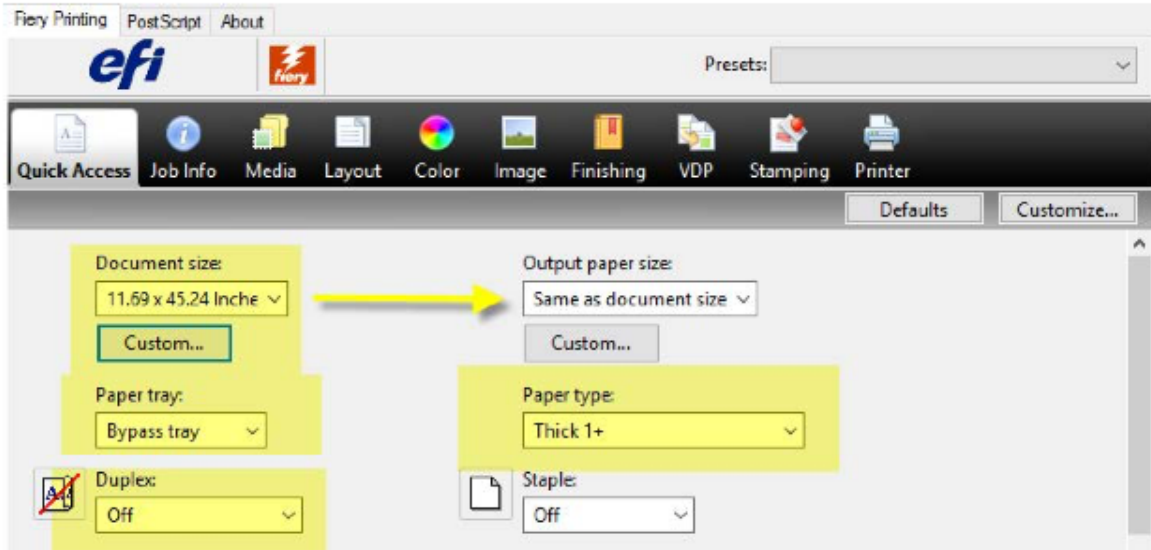 Fiery Printing PostScript About
efi fiery Presets:
Quick Access Job Info Media Layout Color Image Finishing VDP Stamping Printer
Defaults Customize...
Document size: Output paper size:
11.69 x 45.24 Inche Same as document size
Custom... Custom...
Paper tray: Paper type:
Bypass tray Thick 1+
Duplex: Staple:
Off Off